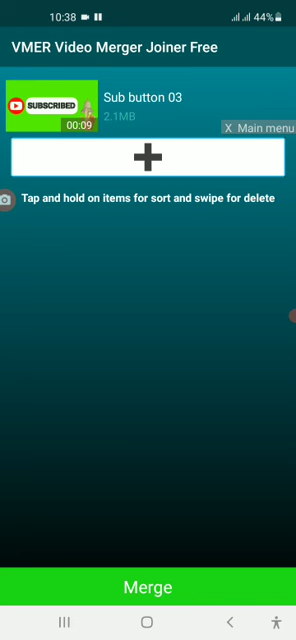 10:38
44%
VMER Video Merger Joiner Free
SUBSCRIBED
00:09
Sub button 03
2.1MB
X Main menu
Tap and hold on items for sort and swipe for delete
Merge